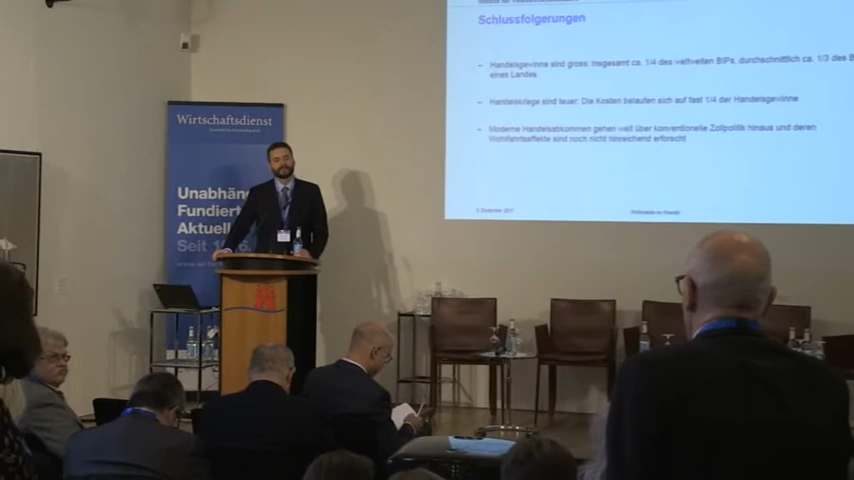 Schlussfolgerungen
– Handelsgewinne sind gross: Insgesamt ca. 1/4 des weltweiten BIPs, durchschnittlich ca. 1/3 des B
eines Landes
– Handelskriege sind teuer: Die Kosten belaufen sich auf fast 1/4 der Handelsgewinne
– Moderne Handelsabkommen gehen weit über konventionelle Zollpolitik hinaus und deren
Wohlfahrtseffekte sind noch nicht hinreichend erforscht
Wirtschaftsdienst
Unabhäng
Fundiert
Aktuell
Seit